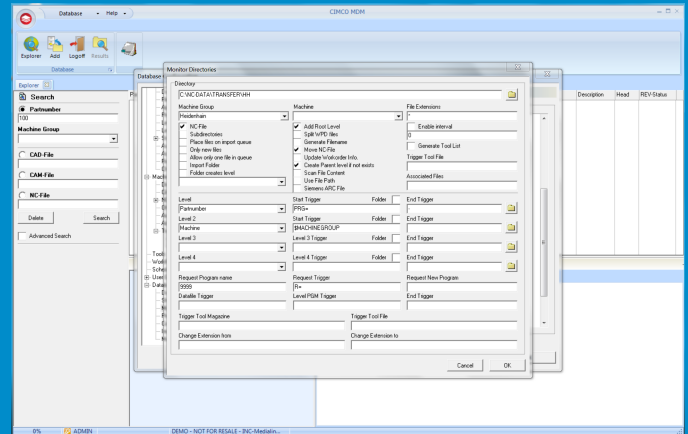 CIMCO MDM
Database Help
Explorer Add Logoff Results
Database
Explorer
Search
Partnumber
100
Machine Group
CAD-File
CAM-File
NC-File
Delete Search
Advanced Search
Description Head REV-Status
Database
Monitor Directories
Directory
C:\NC-DATA\TRANSFER\HH
Machine Group Machine File Extensions
Heidenhain *
NC-File Add Root Level Enable interval
Subdirectories Split WPD files 0
Place files on import queue Generate Filename
Only new files Move NC-File Generate Tool List
Allow only one file in queue Update Workorder Info. Trigger Tool File
Import Folder Create Parent level if not exists
Folder creates level Scan File Content Associated Files
Use File Path
Siemens ARC File
Level Start Trigger Folder End Trigger
Partnumber PRG=
Level 2 Start Trigger Folder End Trigger
Machine $MACHINEGROUP
Level 3 Level 3 Trigger Folder End Trigger
Level 4 Level 4 Trigger Folder End Trigger
Request Program name Request Trigger Request New Program
9999 R=
Datafile Trigger Level PGM Trigger End Trigger
Trigger Tool Magazine Trigger Tool File
Change Extension from Change Extension to
Cancel OK
0% ADMIN DEMO - NOT FOR RESALE - INC-Medialin...